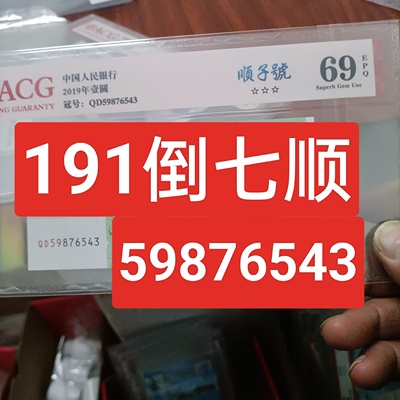 ACG
NG GUARANTY
中国人民银行
2019年壹圆
冠号: QD59876543
顺子號
☆☆☆
69
EPQ
Superb Gem Unc
191倒七顺
QD59876543
59876543